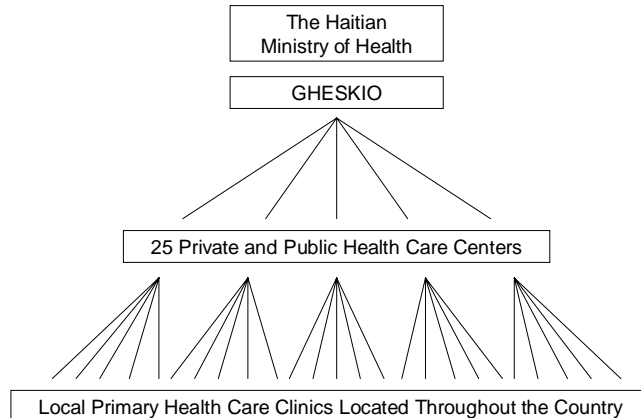 The Haitian
Ministry of Health
GHESKIO
25 Private and Public Health Care Centers
Local Primary Health Care Clinics Located Throughout the Country